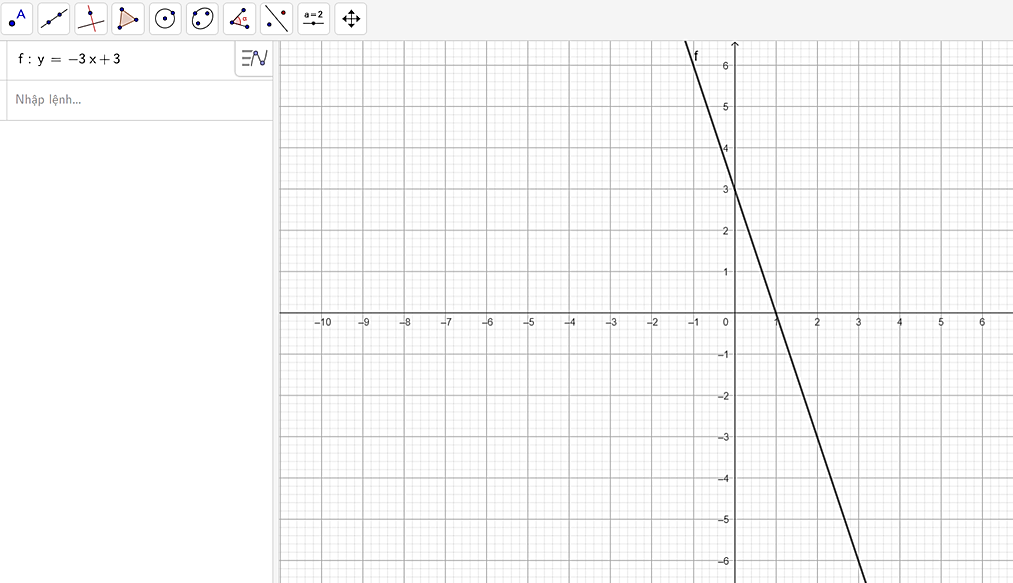 A
α
a=2
f : y = −3 x + 3
Nhập lệnh...
f
6
5
4
3
2
1
–10 –9 –8 –7 –6 –5 –4 –3 –2 –1 0 1 2 3 4 5 6
–1
–2
–3
–4
–5
–6